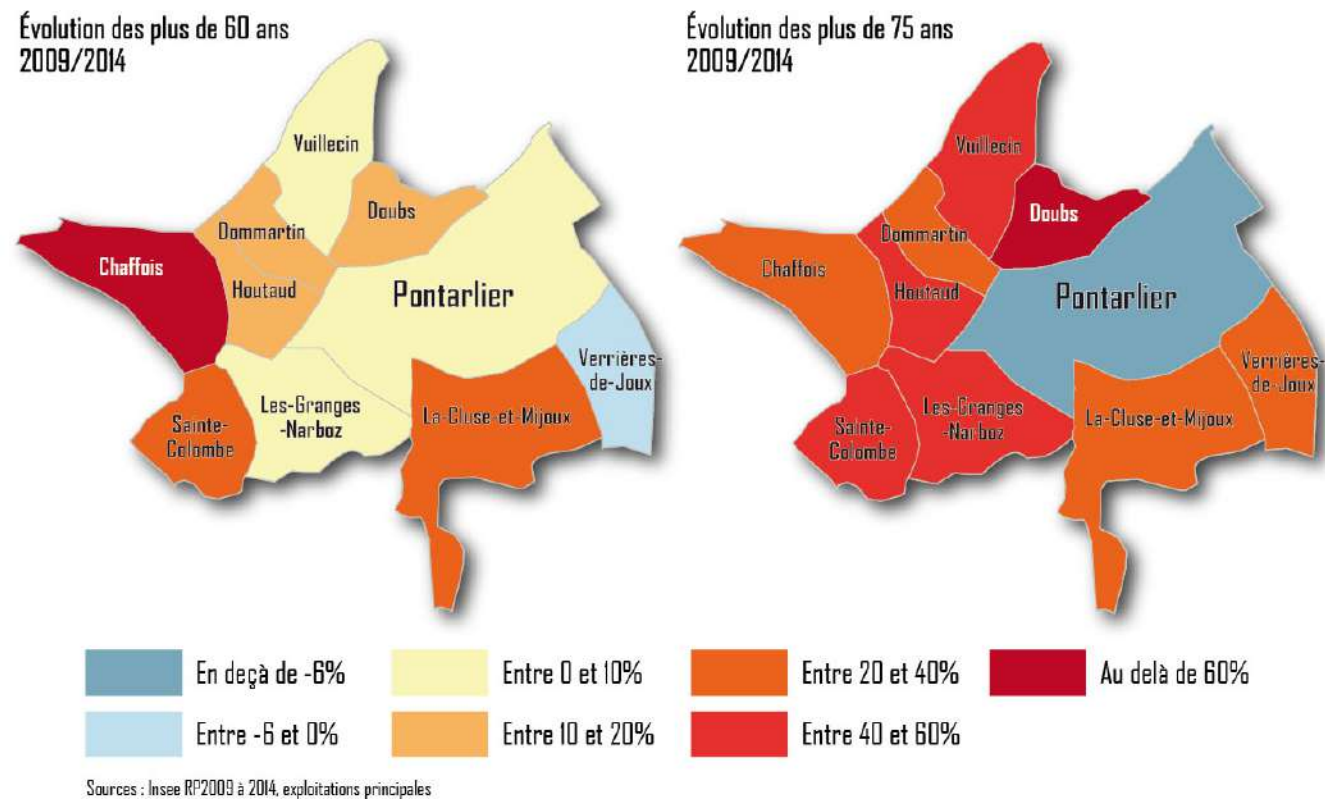 Évolution des plus de 60 ans
2009/2014
Vuillecin
Doubs
Dommartin
Chaffois
Houtaud
Pontarlier
Verrières-
de-Joux
Les-Granges
-Narboz
La-Cluse-et-Mijoux
Sainte-
Colombe
Évolution des plus de 75 ans
2009/2014
Vuillecin
Doubs
Dommartin
Chaffois
Houtaud
Pontarlier
Verrières-
de-Joux
Les-Granges
-Narboz
La-Cluse-et-Mijoux
Sainte-
Colombe
En deçà de -6%
Entre 0 et 10%
Entre 20 et 40%
Au delà de 60%
Entre -6 et 0%
Entre 10 et 20%
Entre 40 et 60%
Sources : Insee RP2009 à 2014, exploitations principales